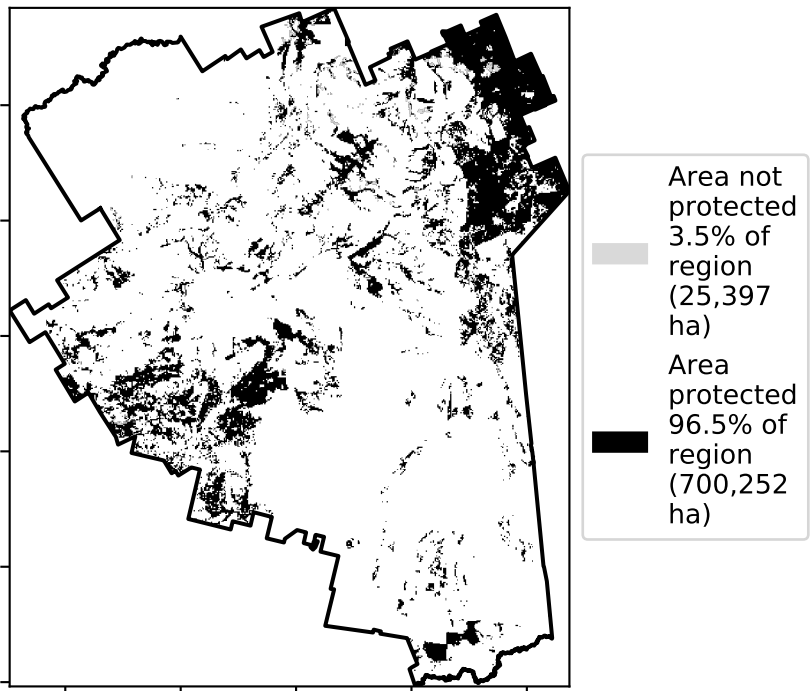 Area not
protected
3.5% of
region
(25,397
ha)
Area
protected
96.5% of
region
(700,252
ha)